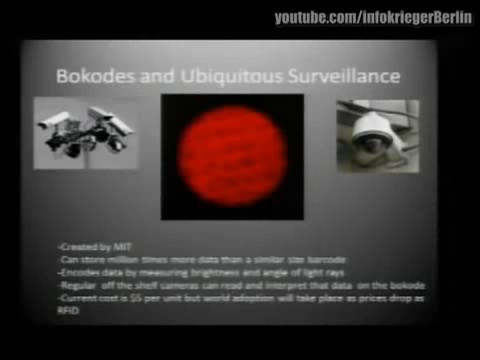 youtube.com/infokriegerBerlin
Bokodes and Ubiquitous Surveillance
-Created by MIT
-Can store million times more data than a similar size barcode
-Encodes data by measuring brightness and angle of light rays
-Regular off the shelf cameras can read and interpret that data on the bokode
-Current cost is $5 per unit but world adoption will take place as prices drop as
RFID